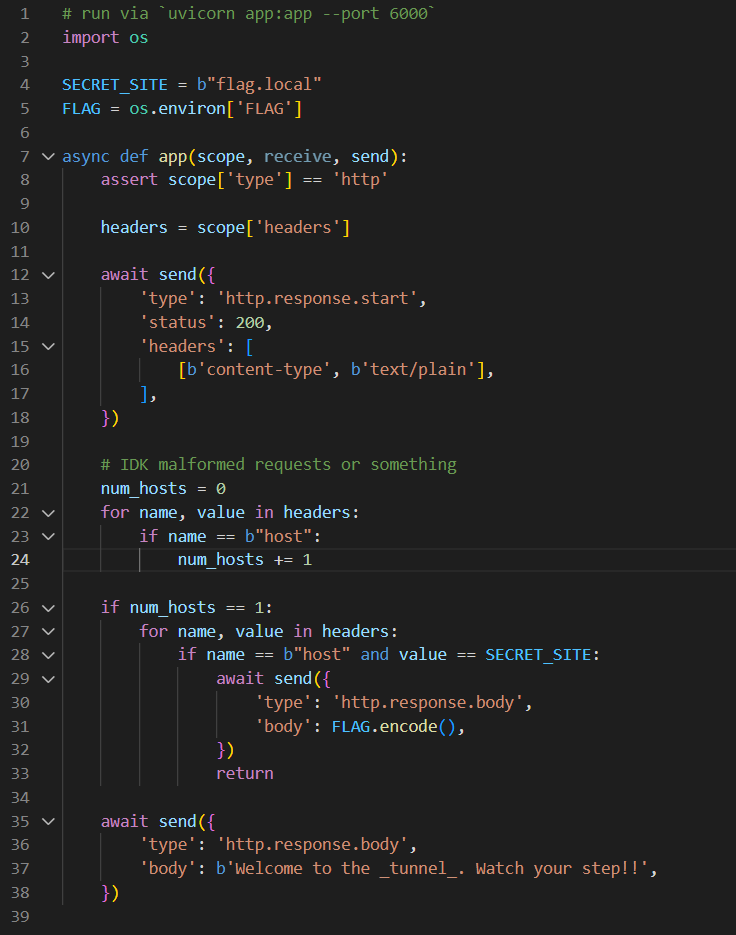 1 # run via `uvicorn app:app --port 6000`
2 import os
3
4 SECRET_SITE = b"flag.local"
5 FLAG = os.environ['FLAG']
6
7 async def app(scope, receive, send):
8     assert scope['type'] == 'http'
9
10     headers = scope['headers']
11
12     await send({
13         'type': 'http.response.start',
14         'status': 200,
15         'headers': [
16             [b'content-type', b'text/plain'],
17         ],
18     })
19
20     # IDK malformed requests or something
21     num_hosts = 0
22     for name, value in headers:
23         if name == b"host":
24             num_hosts += 1
25
26     if num_hosts == 1:
27         for name, value in headers:
28             if name == b"host" and value == SECRET_SITE:
29                 await send({
30                     'type': 'http.response.body',
31                     'body': FLAG.encode(),
32                 })
33                 return
34
35     await send({
36         'type': 'http.response.body',
37         'body': b'Welcome to the _tunnel_. Watch your step!!',
38     })
39